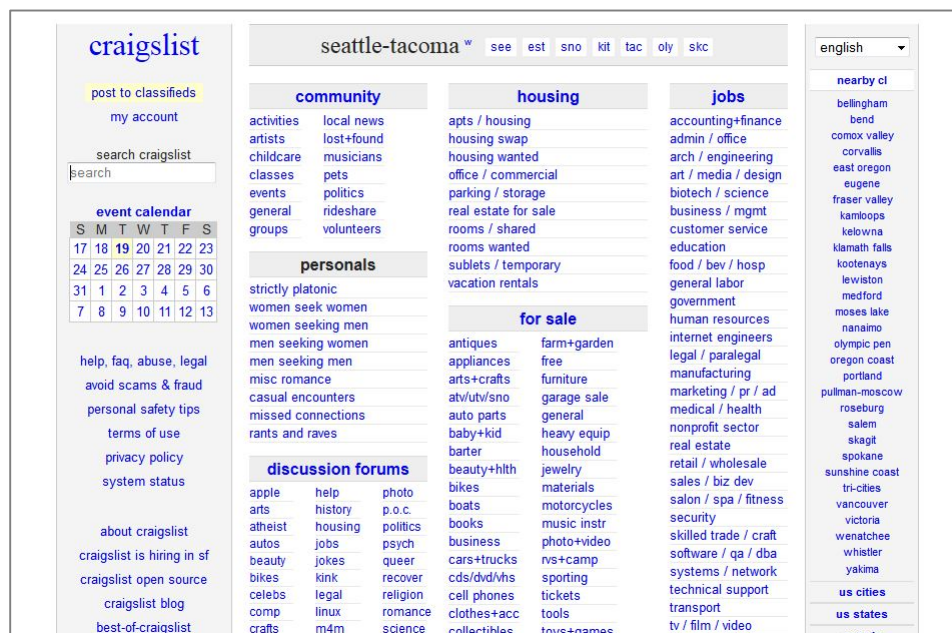 craigslist
post to classifieds
my account
search craigslist
search
event calendar
S M T W T F S
17 18 19 20 21 22 23
24 25 26 27 28 29 30
31 1 2 3 4 5 6
7 8 9 10 11 12 13
help, faq, abuse, legal
avoid scams & fraud
personal safety tips
terms of use
privacy policy
system status
about craigslist
craigslist is hiring in sf
craigslist open source
craigslist blog
best-of-craigslist
seattle-tacoma w see est sno kit tac oly skc
community
activities local news
artists lost+found
childcare musicians
classes pets
events politics
general rideshare
groups volunteers
personals
strictly platonic
women seek women
women seeking men
men seeking women
men seeking men
misc romance
casual encounters
missed connections
rants and raves
discussion forums
apple help photo
arts history p.o.c.
atheist housing politics
autos jobs psych
beauty jokes queer
bikes kink recover
celebs legal religion
comp linux romance
crafts m4m science
housing
apts / housing
housing swap
housing wanted
office / commercial
parking / storage
real estate for sale
rooms / shared
rooms wanted
sublets / temporary
vacation rentals
for sale
antiques farm+garden
appliances free
arts+crafts furniture
atv/utv/sno garage sale
auto parts general
baby+kid heavy equip
barter household
beauty+hlth jewelry
bikes materials
boats motorcycles
books music instr
business photo+video
cars+trucks rvs+camp
cds/dvd/vhs sporting
cell phones tickets
clothes+acc tools
collectibles toys+games
jobs
accounting+finance
admin / office
arch / engineering
art / media / design
biotech / science
business / mgmt
customer service
education
food / bev / hosp
general labor
government
human resources
internet engineers
legal / paralegal
manufacturing
marketing / pr / ad
medical / health
nonprofit sector
real estate
retail / wholesale
sales / biz dev
salon / spa / fitness
security
skilled trade / craft
software / qa / dba
systems / network
technical support
transport
tv / film / video
english
nearby cl
bellingham
bend
comox valley
corvallis
east oregon
eugene
fraser valley
kamloops
kelowna
klamath falls
kootenays
lewiston
medford
moses lake
nanaimo
olympic pen
oregon coast
portland
pullman-moscow
roseburg
salem
skagit
spokane
sunshine coast
tri-cities
vancouver
victoria
wenatchee
whistler
yakima
us cities
us states